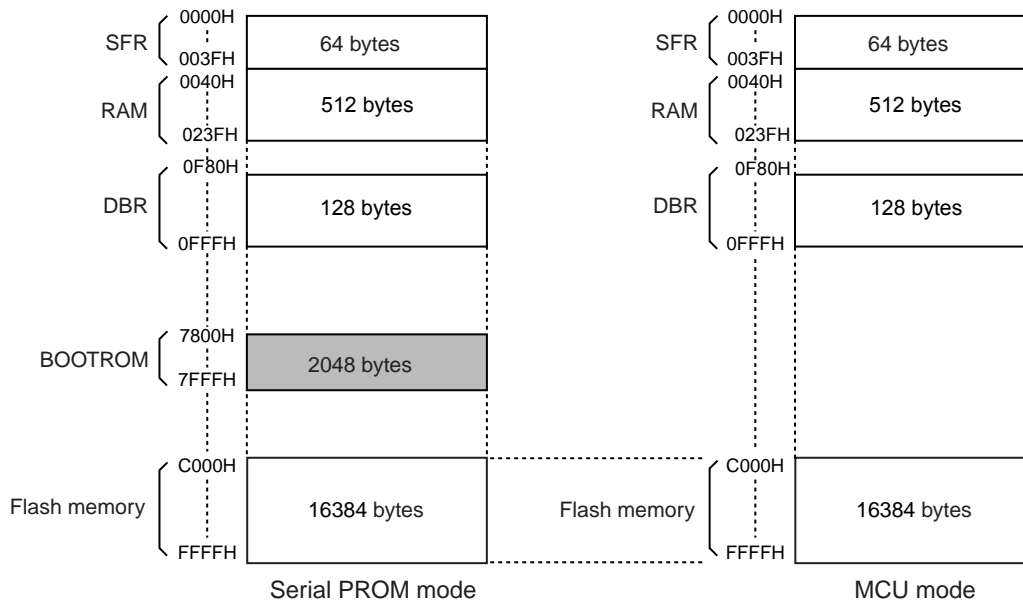 0000H
SFR
64 bytes
003FH
0040H
RAM
512 bytes
023FH
0F80H
DBR
128 bytes
0FFFH
7800H
BOOTROM
2048 bytes
7FFFH
C000H
Flash memory
16384 bytes
FFFFH
Serial PROM mode
0000H
SFR
64 bytes
003FH
0040H
RAM
512 bytes
023FH
0F80H
DBR
128 bytes
0FFFH
C000H
Flash memory
16384 bytes
FFFFH
MCU mode